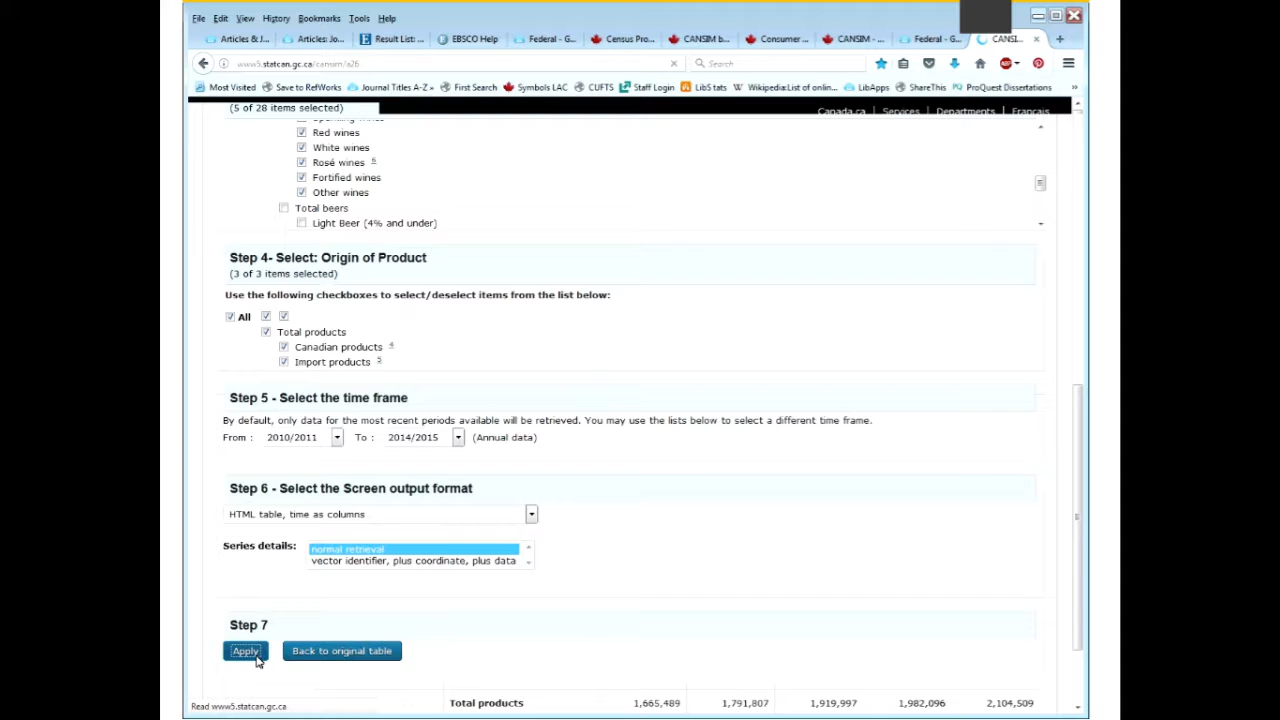 File Edit View History Bookmarks Tools Help
Articles & J... Articles: Jo... Result List: ... EBSCO Help Federal - G... Census Pro... CANSIM b... Consumer ... CANSIM - ... Federal - G... CANSI...
www5.statcan.gc.ca/cansim/a26 Search
Most Visited Save to RefWorks Journal Titles A-Z » First Search Symbols LAC CUFTS Staff Login LibStats Wikipedia:List of onlin... LibApps ShareThis ProQuest Dissertations
(5 of 28 items selected)
Canada.ca Services Departments Français
Red wines
White wines
Rosé wines 6
Fortified wines
Other wines
Total beers
Light Beer (4% and under)
Step 4- Select: Origin of Product
(3 of 3 items selected)
Use the following checkboxes to select/deselect items from the list below:
All
Total products
Canadian products 4
Import products 5
Step 5 - Select the time frame
By default, only data for the most recent periods available will be retrieved. You may use the lists below to select a different time frame.
From : 2010/2011 To : 2014/2015 (Annual data)
Step 6 - Select the Screen output format
HTML table, time as columns
Series details: normal retrieval
vector identifier, plus coordinate, plus data
Step 7
Apply Back to original table
Total products 1,665,489 1,791,807 1,919,997 1,982,096 2,104,509
Read www5.statcan.gc.ca